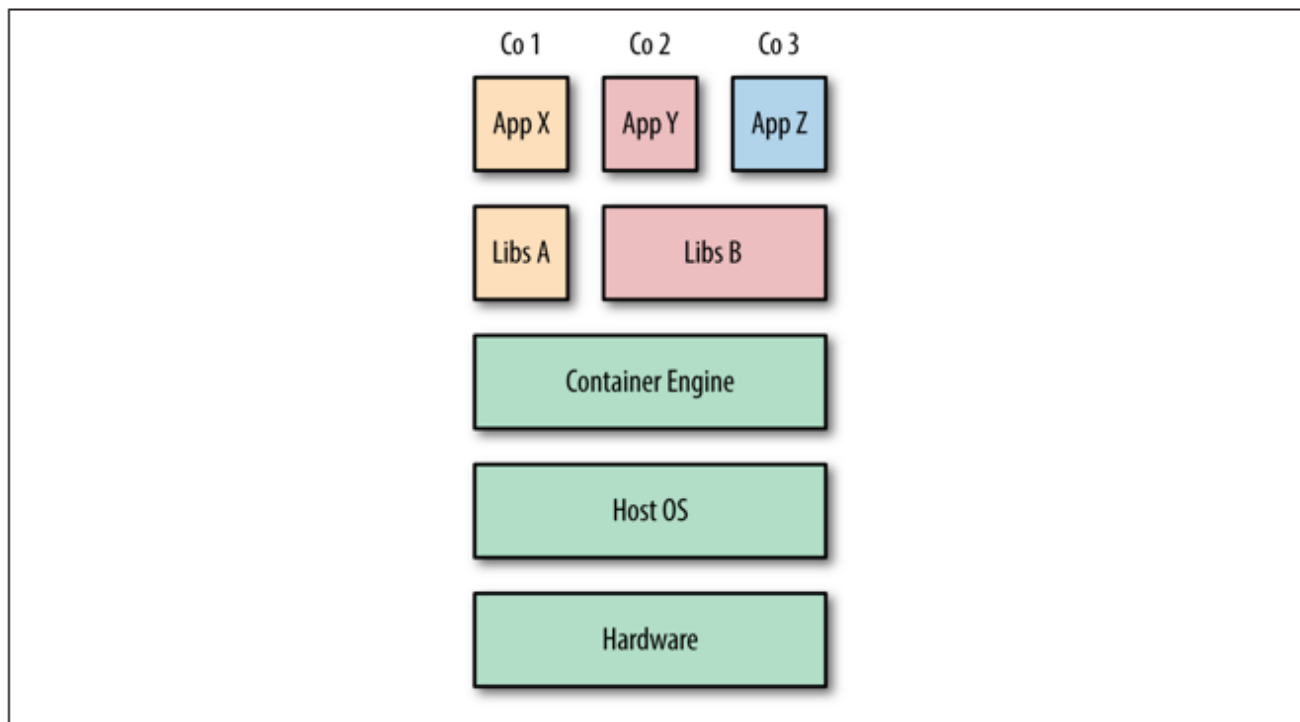 Co 1 Co 2 Co 3
App X App Y App Z
Libs A Libs B
Container Engine
Host OS
Hardware